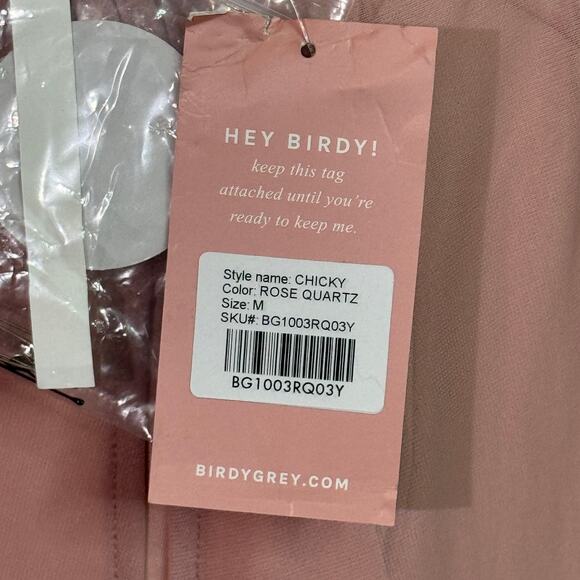 HEY BIRDY!
keep this tag
attached until you're
ready to keep me.
Style name: CHICKY
Color: ROSE QUARTZ
Size: M
SKU#: BG1003RQ03Y
BG1003RQ03Y
BIRDYGREY.COM